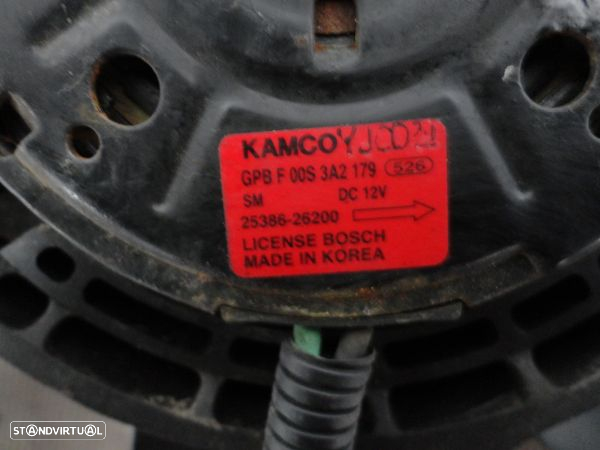 KAMCO
GPB F 00S 3A2 179 526
SM DC 12V
25386-26200
LICENSE BOSCH
MADE IN KOREA
STANDVIRTUAL